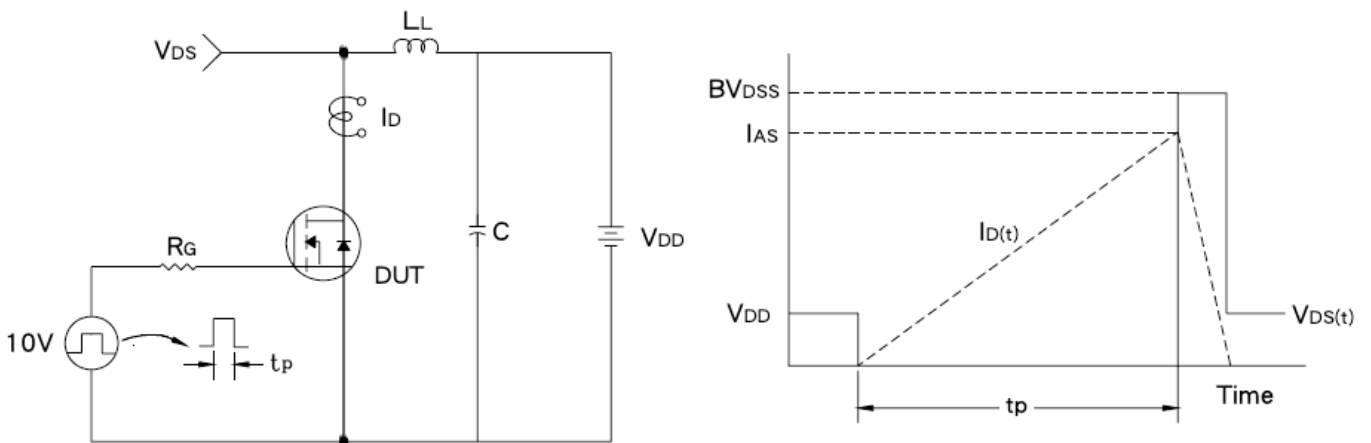 LL
VDS
ID
RG
DUT
C
VDD
10V
tp
BVDSS
IAS
ID(t)
VDD
VDS(t)
tp
Time